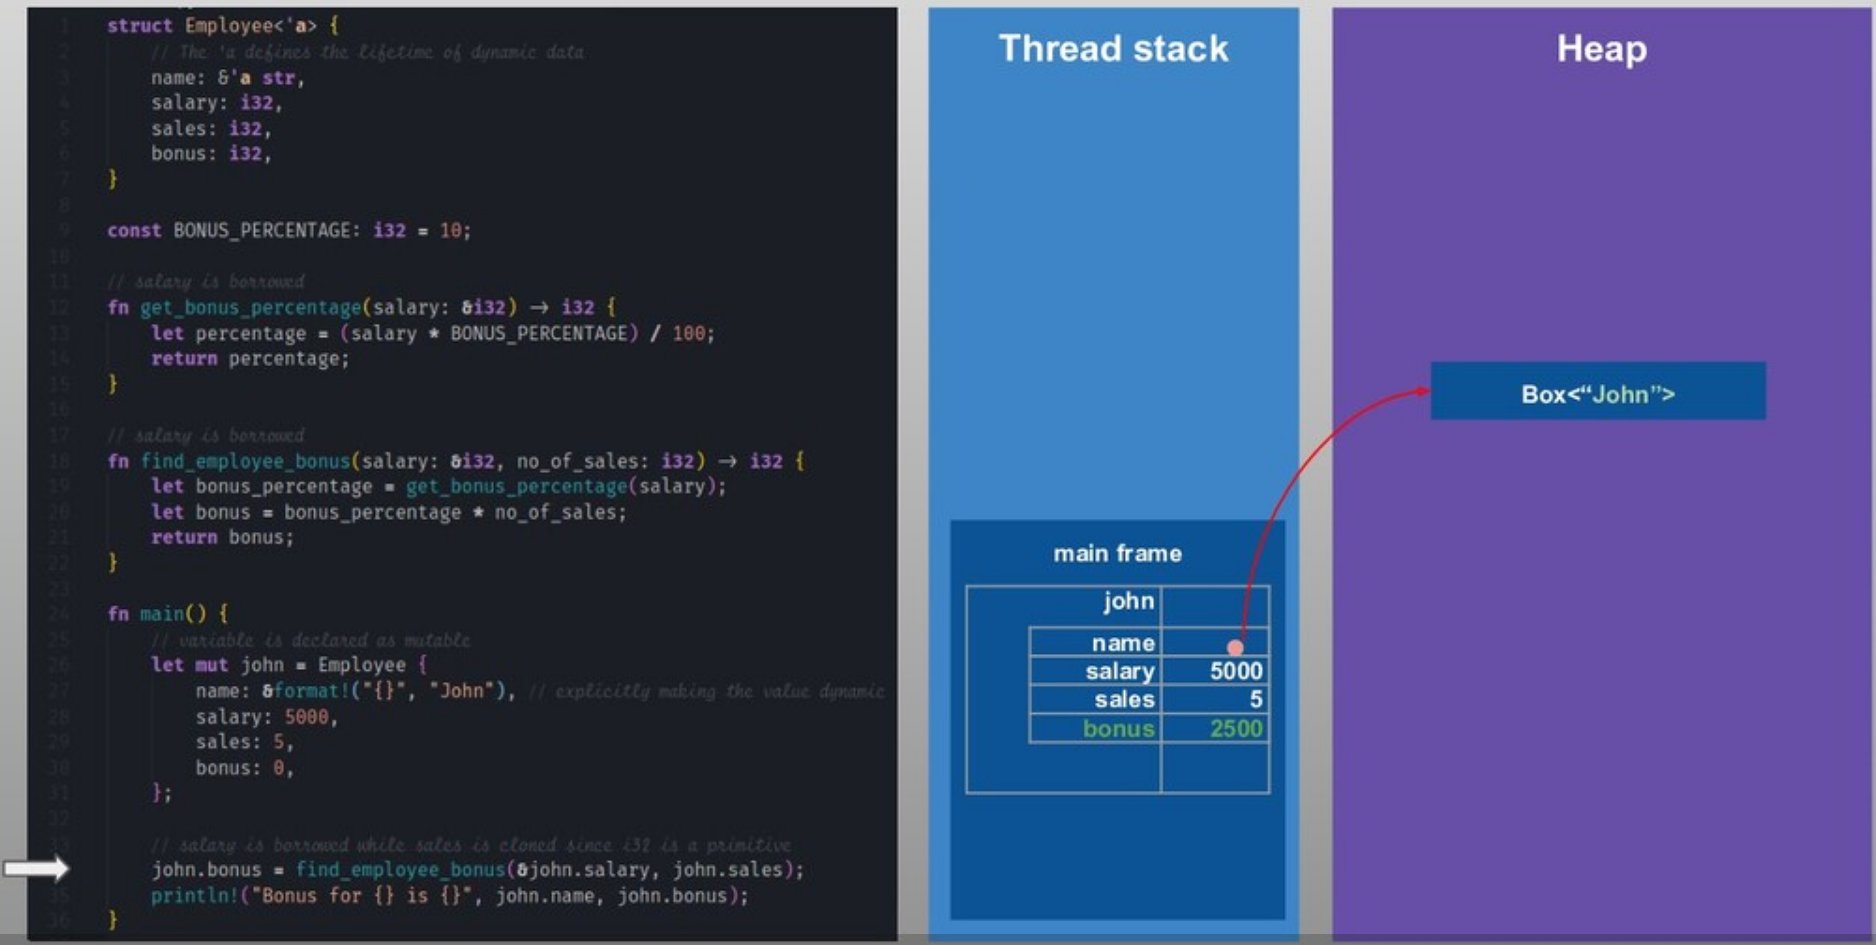 1 struct Employee<'a> {
2 // The 'a defines the lifetime of dynamic data
3 name: &'a str,
4 salary: i32,
5 sales: i32,
6 bonus: i32,
7 }
8
9 const BONUS_PERCENTAGE: i32 = 10;
10
11 // salary is borrowed
12 fn get_bonus_percentage(salary: &i32) → i32 {
13 let percentage = (salary * BONUS_PERCENTAGE) / 100;
14 return percentage;
15 }
16
17 // salary is borrowed
18 fn find_employee_bonus(salary: &i32, no_of_sales: i32) → i32 {
19 let bonus_percentage = get_bonus_percentage(salary);
20 let bonus = bonus_percentage * no_of_sales;
21 return bonus;
22 }
23
24 fn main() {
25 // variable is declared as mutable
26 let mut john = Employee {
27 name: &format!("{}", "John"), // explicitly making the value dynamic
28 salary: 5000,
29 sales: 5,
30 bonus: 0,
31 };
32
33 // salary is borrowed while sales is cloned since i32 is a primitive
john.bonus = find_employee_bonus(&john.salary, john.sales);
35 println!("Bonus for {} is {}", john.name, john.bonus);
36 }
Thread stack
main frame
john
name
salary 5000
sales 5
bonus 2500
Heap
Box<“John”>